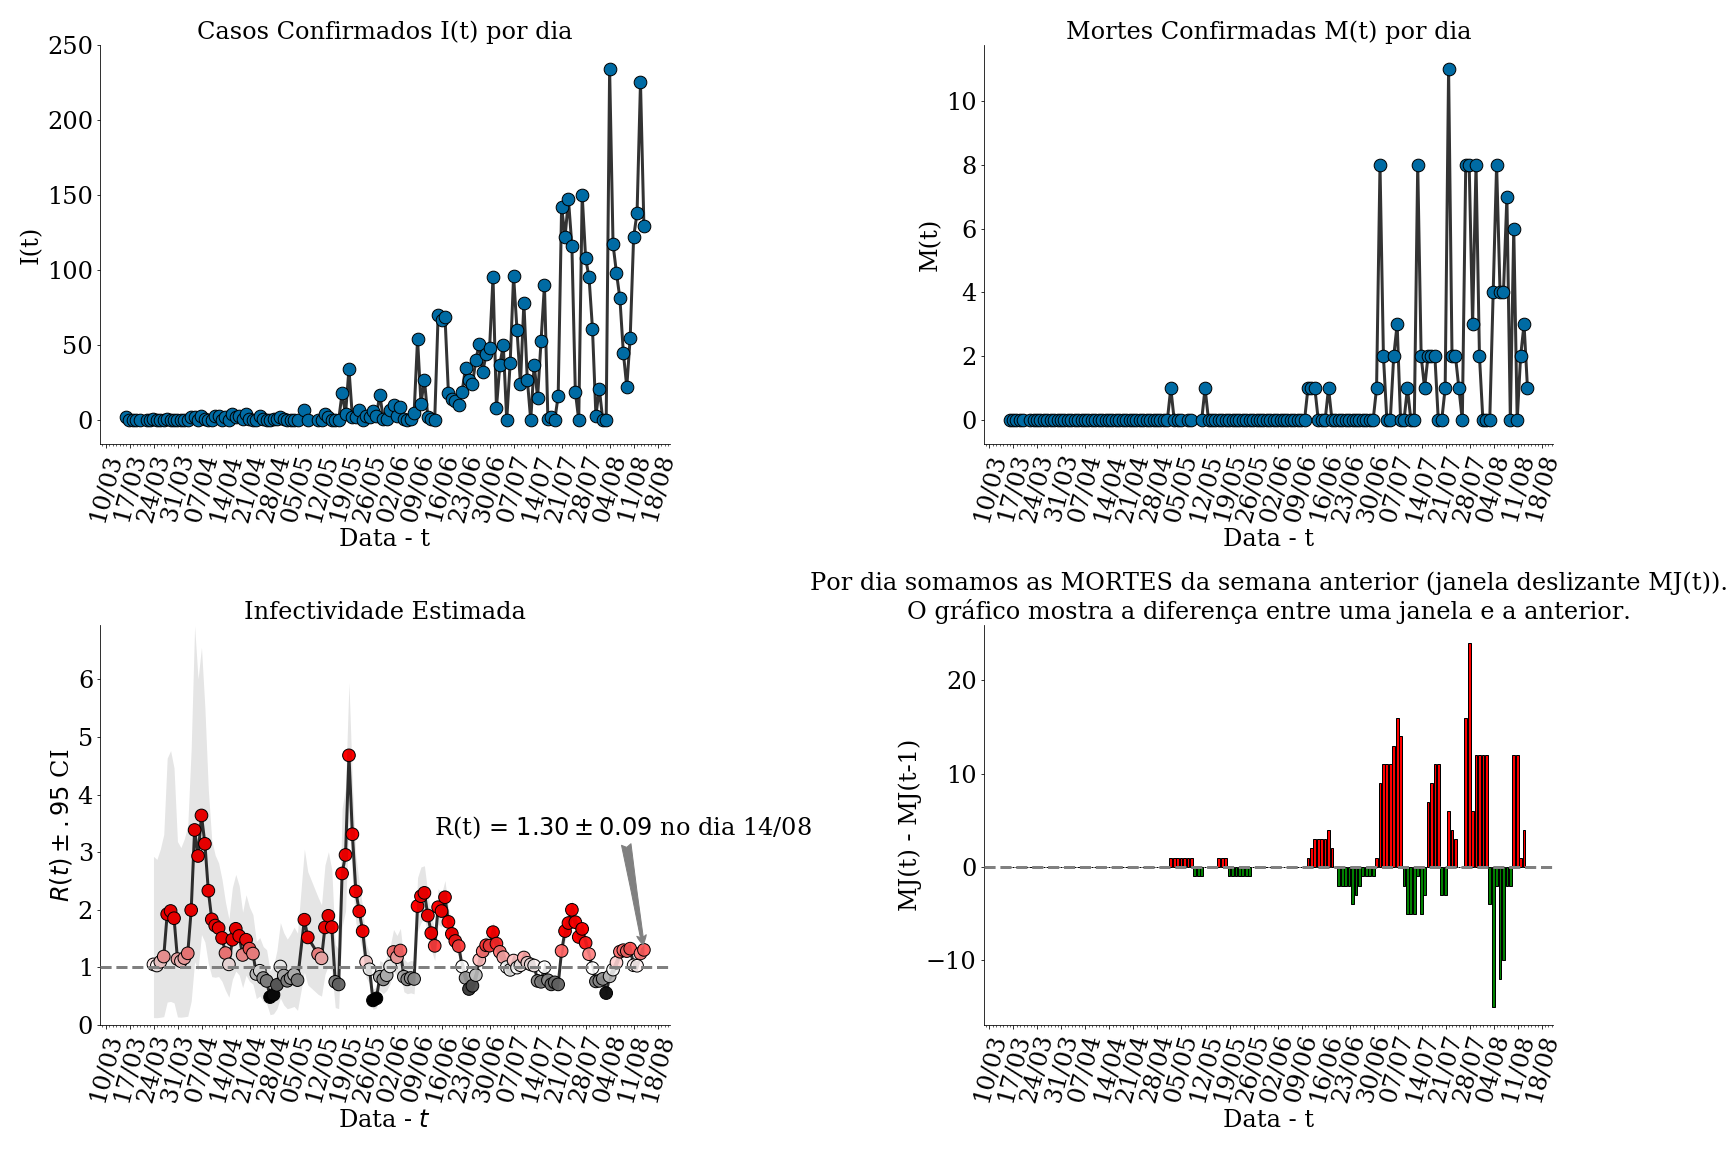 Casos Confirmados I(t) por dia
250
200
150
100
50
0
I(t)
10/03 17/03 24/03 31/03 07/04 14/04 21/04 28/04 05/05 12/05 19/05 26/05 02/06 09/06 16/06 23/06 30/06 07/07 14/07 21/07 28/07 04/08 11/08 18/08
Data - t
Mortes Confirmadas M(t) por dia
10
8
6
4
2
0
M(t)
10/03 17/03 24/03 31/03 07/04 14/04 21/04 28/04 05/05 12/05 19/05 26/05 02/06 09/06 16/06 23/06 30/06 07/07 14/07 21/07 28/07 04/08 11/08 18/08
Data - t
Infectividade Estimada
6
5
4
3
2
1
0
R(t) ± .95 CI
R(t) = 1.30 ± 0.09 no dia 14/08
10/03 17/03 24/03 31/03 07/04 14/04 21/04 28/04 05/05 12/05 19/05 26/05 02/06 09/06 16/06 23/06 30/06 07/07 14/07 21/07 28/07 04/08 11/08 18/08
Data - t
Por dia somamos as MORTES da semana anterior (janela deslizante MJ(t)).
O gráfico mostra a diferença entre uma janela e a anterior.
20
10
0
−10
MJ(t) - MJ(t-1)
10/03 17/03 24/03 31/03 07/04 14/04 21/04 28/04 05/05 12/05 19/05 26/05 02/06 09/06 16/06 23/06 30/06 07/07 14/07 21/07 28/07 04/08 11/08 18/08
Data - t